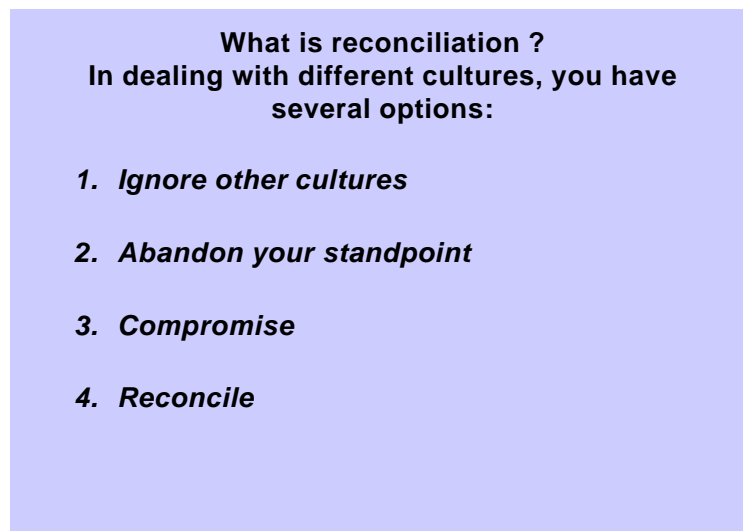 What is reconciliation ?
In dealing with different cultures, you have
several options:
1. Ignore other cultures
2. Abandon your standpoint
3. Compromise
4. Reconcile